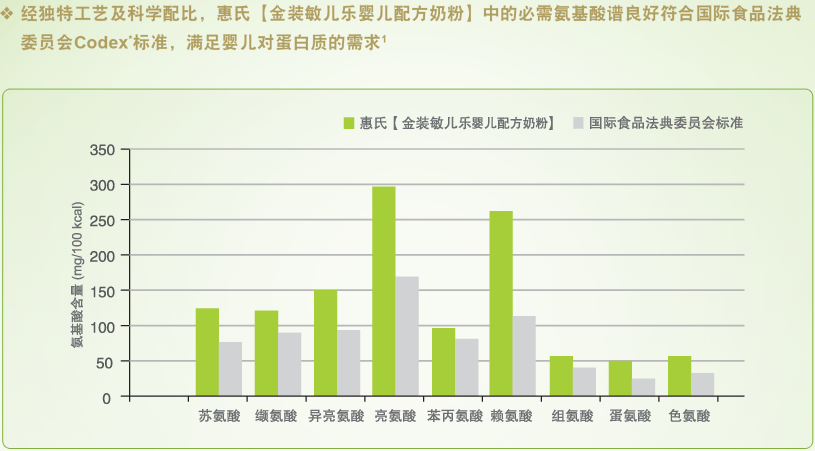 ❖ 经独特工艺及科学配比，惠氏【金装敏儿乐婴儿配方奶粉】中的必需氨基酸谱良好符合国际食品法典
委员会Codex*标准，满足婴儿对蛋白质的需求1
惠氏【金装敏儿乐婴儿配方奶粉】 国际食品法典委员会标准
氨基酸含量 (mg/100 kcal)
350
300
250
200
150
100
50
0
苏氨酸 缬氨酸 异亮氨酸 亮氨酸 苯丙氨酸 赖氨酸 组氨酸 蛋氨酸 色氨酸